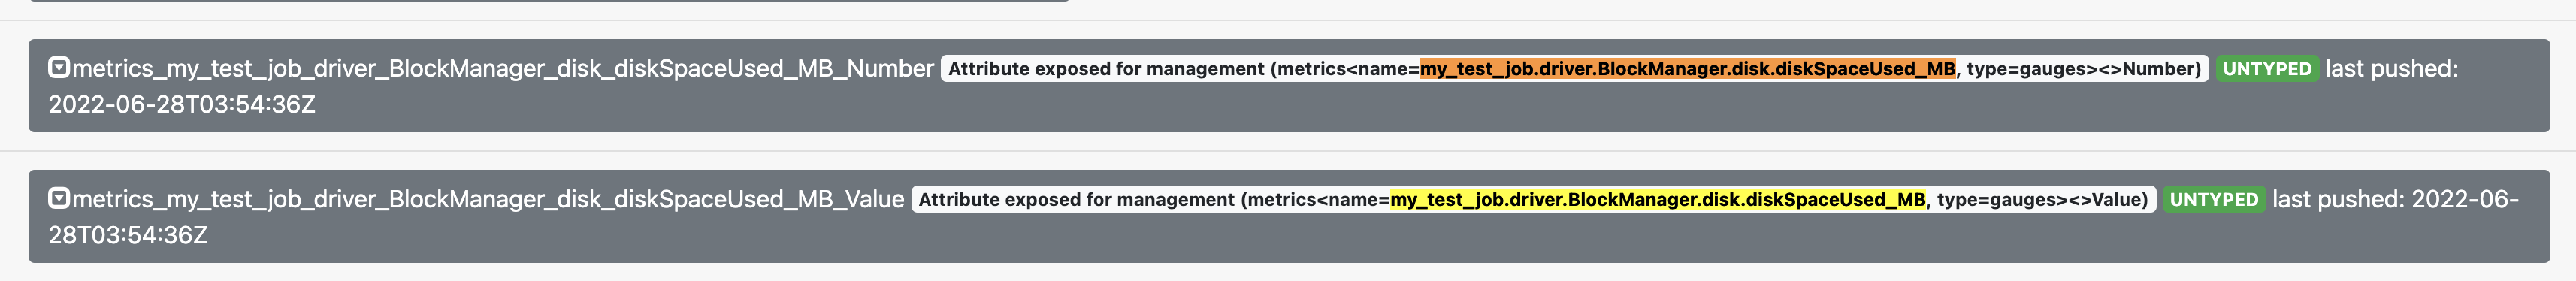 metrics_my_test_job_driver_BlockManager_disk_diskSpaceUsed_MB_Number Attribute exposed for management (metrics<name=my_test_job.driver.BlockManager.disk.diskSpaceUsed_MB, type=gauges><>Number) UNTYPED last pushed:
2022-06-28T03:54:36Z
metrics_my_test_job_driver_BlockManager_disk_diskSpaceUsed_MB_Value Attribute exposed for management (metrics<name=my_test_job.driver.BlockManager.disk.diskSpaceUsed_MB, type=gauges><>Value) UNTYPED last pushed: 2022-06-
28T03:54:36Z